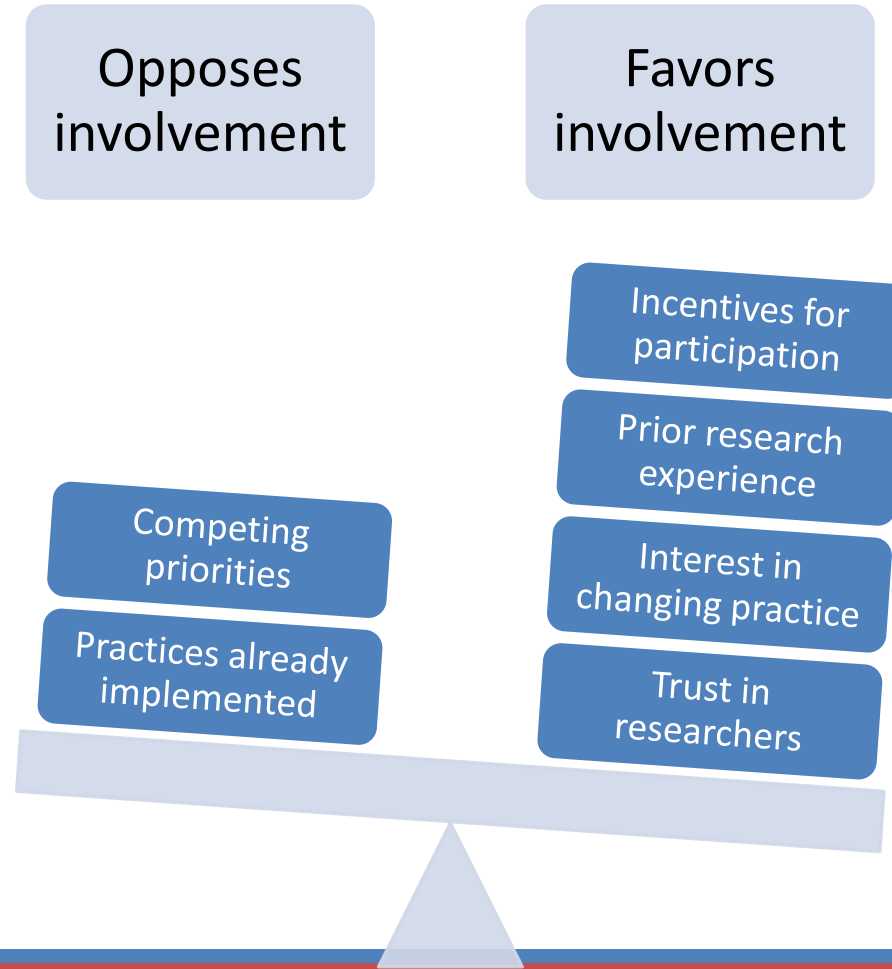 Opposes
involvement
Favors
involvement
Incentives for
participation
Prior research
experience
Competing
priorities
Interest in
changing practice
Practices already
implemented
Trust in
researchers